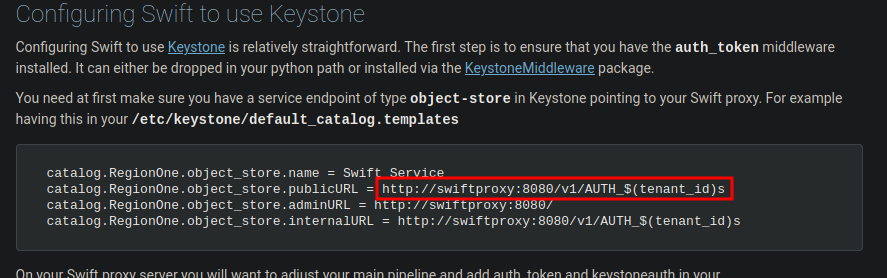 Configuring Swift to use Keystone
Configuring Swift to use Keystone is relatively straightforward. The first step is to ensure that you have the auth_token middleware
installed. It can either be dropped in your python path or installed via the KeystoneMiddleware package.
You need at first make sure you have a service endpoint of type object-store in Keystone pointing to your Swift proxy. For example
having this in your /etc/keystone/default_catalog.templates
catalog.RegionOne.object_store.name = Swift Service
catalog.RegionOne.object_store.publicURL = http://swiftproxy:8080/v1/AUTH_$(tenant_id)s
catalog.RegionOne.object_store.adminURL = http://swiftproxy:8080/
catalog.RegionOne.object_store.internalURL = http://swiftproxy:8080/v1/AUTH_$(tenant_id)s
On your Swift proxy server you will want to adjust your main pipeline and add auth_token and keystoneauth in your